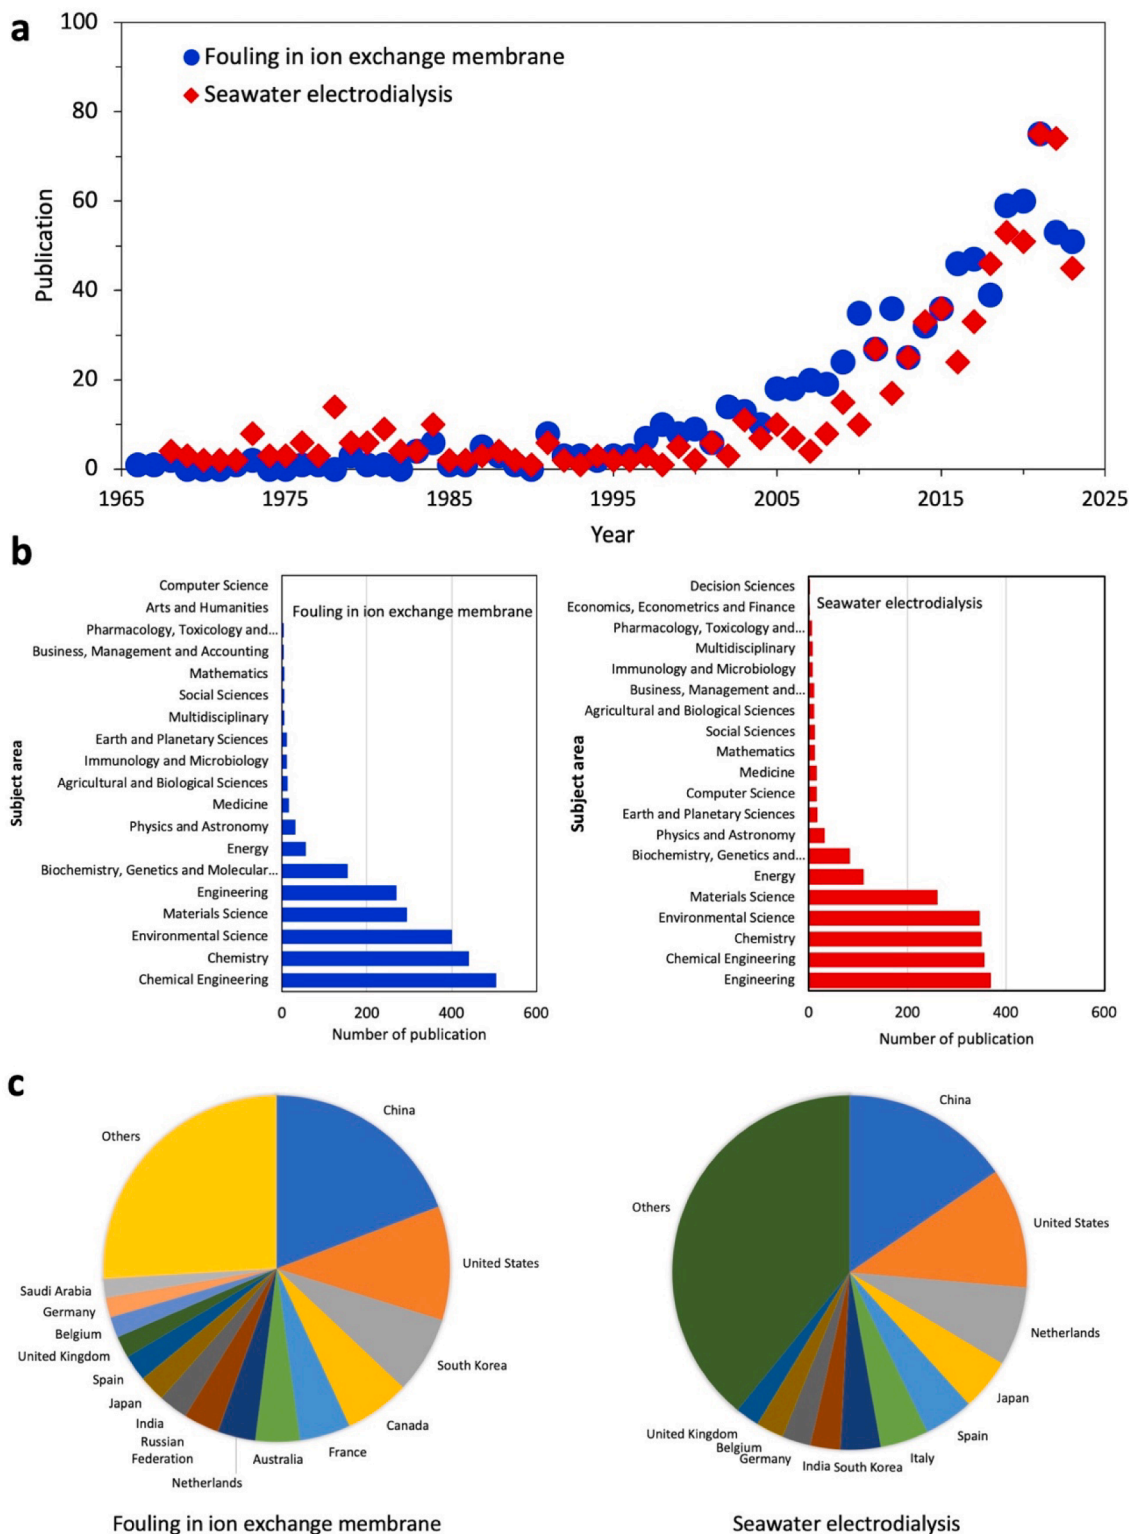 a
100
80
60
40
20
0
Publication
Fouling in ion exchange membrane
Seawater electrodialysis
1965
1975
1985
1995
2005
2015
2025
Year
b
Subject area
Computer Science
Arts and Humanities
Pharmacology, Toxicology and...
Business, Management and Accounting
Mathematics
Social Sciences
Multidisciplinary
Earth and Planetary Sciences
Immunology and Microbiology
Agricultural and Biological Sciences
Medicine
Physics and Astronomy
Energy
Biochemistry, Genetics and Molecular...
Engineering
Materials Science
Environmental Science
Chemistry
Chemical Engineering
Fouling in ion exchange membrane
0
200
400
600
Number of publication
Subject area
Decision Sciences
Economics, Econometrics and Finance
Pharmacology, Toxicology and...
Multidisciplinary
Immunology and Microbiology
Business, Management and...
Agricultural and Biological Sciences
Social Sciences
Mathematics
Medicine
Computer Science
Earth and Planetary Sciences
Physics and Astronomy
Biochemistry, Genetics and...
Energy
Materials Science
Environmental Science
Chemistry
Chemical Engineering
Engineering
Seawater electrodialysis
0
200
400
600
Number of publication
c
China
United States
South Korea
Canada
France
Australia
Netherlands
Russian
Federation
India
Japan
Spain
United Kingdom
Belgium
Germany
Saudi Arabia
Others
Fouling in ion exchange membrane
China
United States
Netherlands
Japan
Spain
Italy
South Korea
India
Germany
Belgium
United Kingdom
Others
Seawater electrodialysis